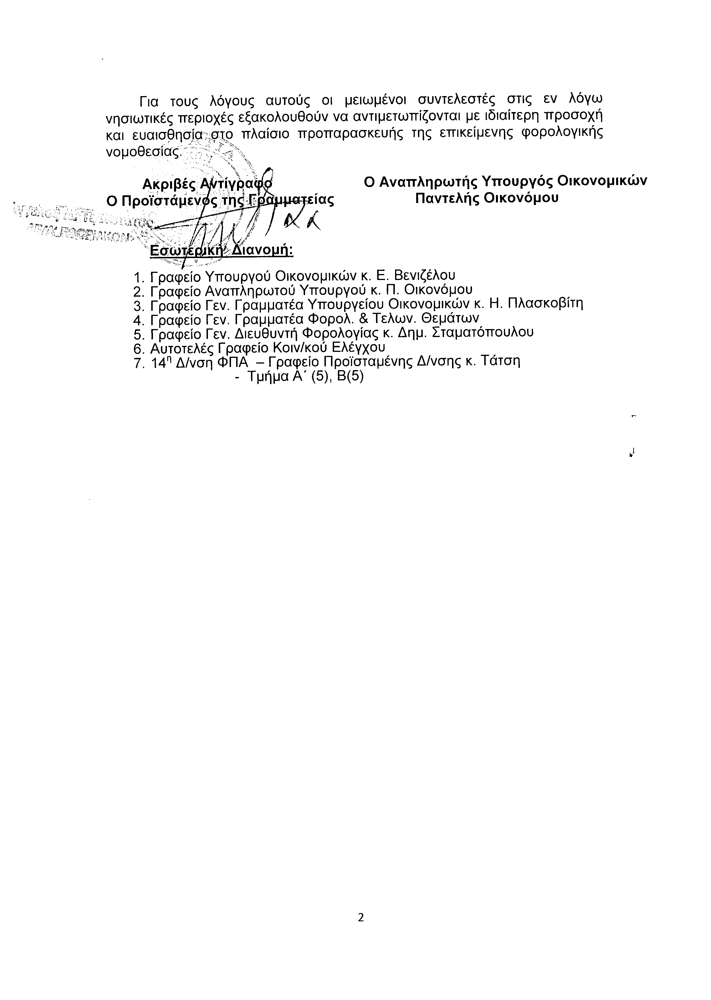 Για τους λόγους αυτούς οι μειωμένοι συντελεστές στις εν λόγω
νησιωτικές περιοχές εξακολουθούν να αντιμετωπίζονται με ιδιαίτερη προσοχή
και ευαισθησία στο πλαίσιο προπαρασκευής της επικείμενης φορολογικής
νομοθεσίας.
Ακριβές Αντίγραφο
Ο Προϊστάμενος της Γραμματείας
Ο Αναπληρωτής Υπουργός Οικονομικών
Παντελής Οικονόμου
Εσωτερική Διανομή:
1. Γραφείο Υπουργού Οικονομικών κ. Ε. Βενιζέλου
2. Γραφείο Αναπληρωτού Υπουργού κ. Π. Οικονόμου
3. Γραφείο Γεν. Γραμματέα Υπουργείου Οικονομικών κ. Η. Πλασκοβίτη
4. Γραφείο Γεν. Γραμματέα Φορολ. & Τελων. Θεμάτων
5. Γραφείο Γεν. Διευθυντή Φορολογίας κ. Δημ. Σταματόπουλου
6. Αυτοτελές Γραφείο Κοιν/κού Ελέγχου
7. 14η Δ/νση ΦΠΑ – Γραφείο Προϊσταμένης Δ/νσης κ. Τάτση
- Τμήμα Α΄ (5), Β(5)
2